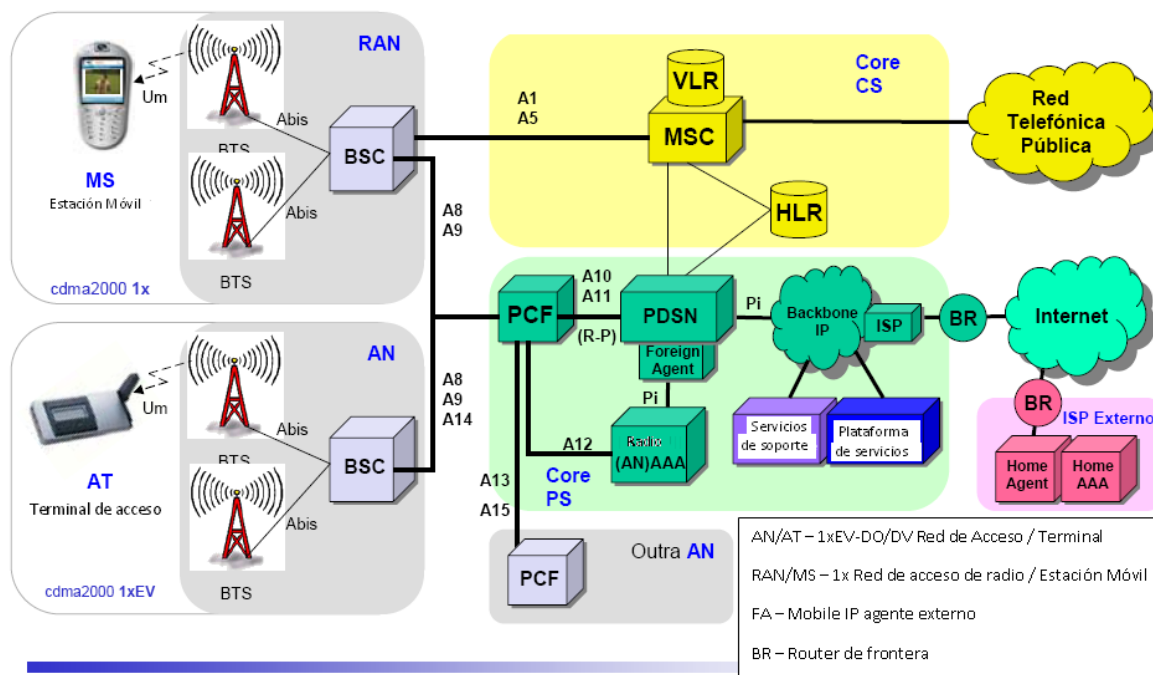 RAN
Um
Abis
BTS
BSC
MS
Estación Móvil
Abis
BTS
cdma2000 1x
A1
A5
A8
A9
VLR
MSC
HLR
Core
CS
Red
Telefónica
Pública
AN
Um
Abis
BTS
BSC
AT
Terminal de acceso
Abis
BTS
cdma2000 1xEV
A8
A9
A14
PCF
A10
A11
(R-P)
PDSN
Foreign
Agent
Pi
Pi
Radio
(AN)AAA
A12
A13
A15
Core
PS
Backbone
IP
ISP
BR
Internet
Servicios
de soporte
Plataforma
de servicios
BR
ISP Externo
Home
Agent
Home
AAA
Outra AN
PCF
AN/AT – 1xEV-DO/DV Red de Acceso / Terminal
RAN/MS – 1x Red de acceso de radio / Estación Móvil
FA – Mobile IP agente externo
BR – Router de frontera